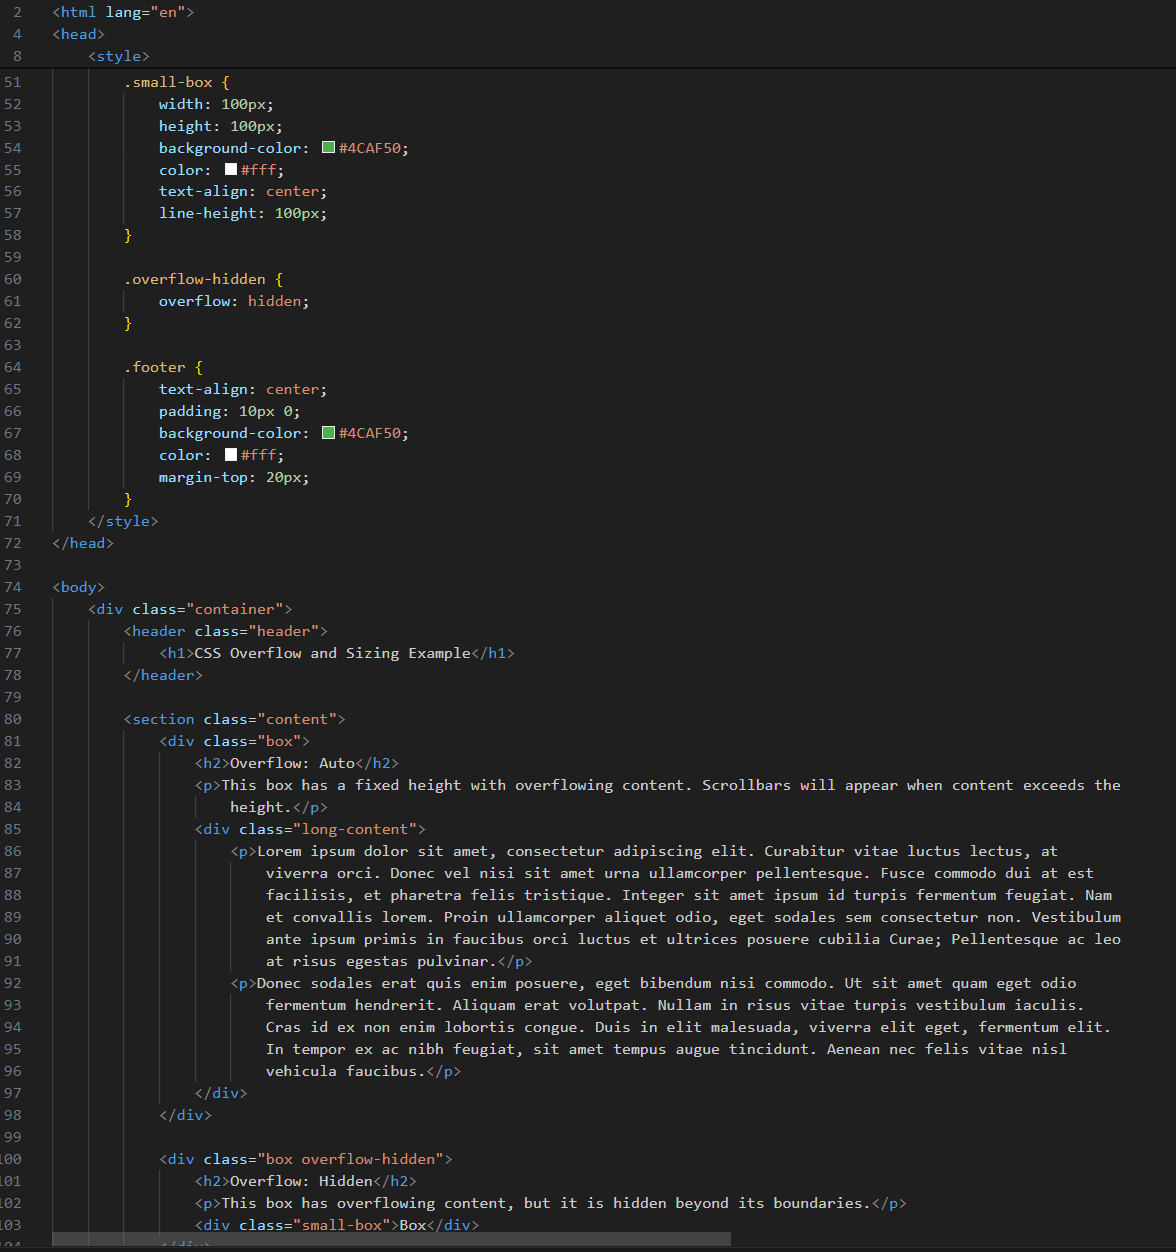 2 <html lang="en">
4 <head>
8 <style>
51 .small-box {
52 width: 100px;
53 height: 100px;
54 background-color: #4CAF50;
55 color: #fff;
56 text-align: center;
57 line-height: 100px;
58 }
59
60 .overflow-hidden {
61 overflow: hidden;
62 }
63
64 .footer {
65 text-align: center;
66 padding: 10px 0;
67 background-color: #4CAF50;
68 color: #fff;
69 margin-top: 20px;
70 }
71 </style>
72 </head>
73
74 <body>
75 <div class="container">
76 <header class="header">
77 <h1>CSS Overflow and Sizing Example</h1>
78 </header>
79
80 <section class="content">
81 <div class="box">
82 <h2>Overflow: Auto</h2>
83 <p>This box has a fixed height with overflowing content. Scrollbars will appear when content exceeds the
84 height.</p>
85 <div class="long-content">
86 <p>Lorem ipsum dolor sit amet, consectetur adipiscing elit. Curabitur vitae luctus lectus, at
87 viverra orci. Donec vel nisi sit amet urna ullamcorper pellentesque. Fusce commodo dui at est
88 facilisis, et pharetra felis tristique. Integer sit amet ipsum id turpis fermentum feugiat. Nam
89 et convallis lorem. Proin ullamcorper aliquet odio, eget sodales sem consectetur non. Vestibulum
90 ante ipsum primis in faucibus orci luctus et ultrices posuere cubilia Curae; Pellentesque ac leo
91 at risus egestas pulvinar.</p>
92 <p>Donec sodales erat quis enim posuere, eget bibendum nisi commodo. Ut sit amet quam eget odio
93 fermentum hendrerit. Aliquam erat volutpat. Nullam in risus vitae turpis vestibulum iaculis.
94 Cras id ex non enim lobortis congue. Duis in elit malesuada, viverra elit eget, fermentum elit.
95 In tempor ex ac nibh feugiat, sit amet tempus augue tincidunt. Aenean nec felis vitae nisl
96 vehicula faucibus.</p>
97 </div>
98 </div>
99
100 <div class="box overflow-hidden">
101 <h2>Overflow: Hidden</h2>
102 <p>This box has overflowing content, but it is hidden beyond its boundaries.</p>
103 <div class="small-box">Box</div>